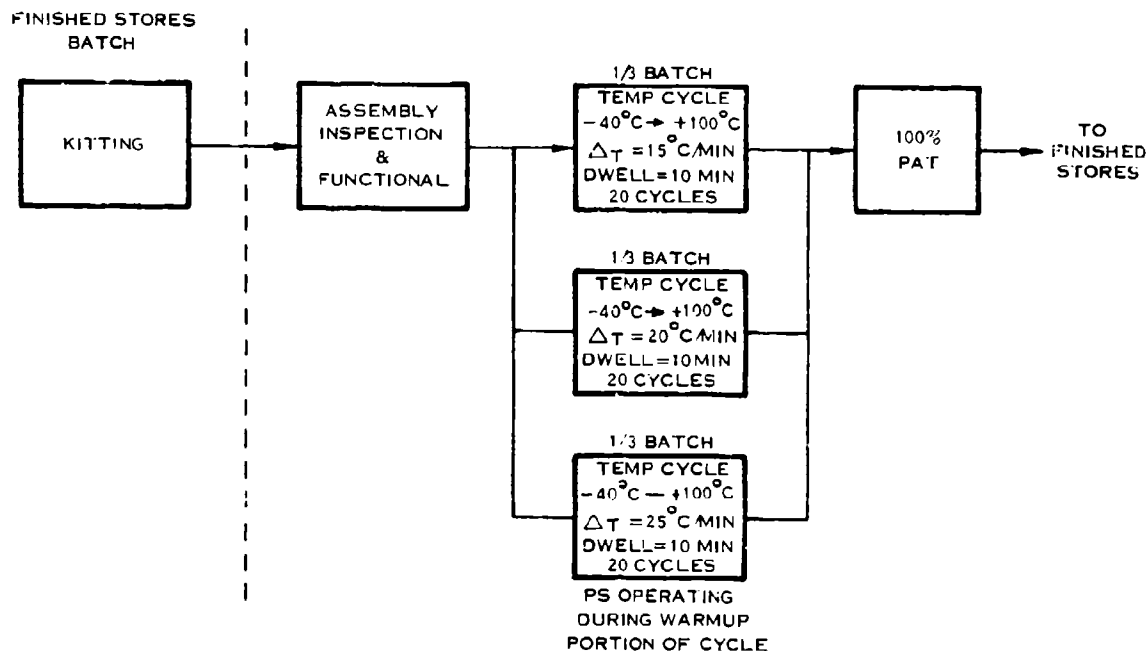 FINISHED STORES
BATCH
KITTING
ASSEMBLY
INSPECTION
&
FUNCTIONAL
1/3 BATCH
TEMP CYCLE
-40°C → +100°C
△T = 15°C/MIN
DWELL = 10 MIN
20 CYCLES
1/3 BATCH
TEMP CYCLE
-40°C → +100°C
△T = 20°C/MIN
DWELL = 10 MIN
20 CYCLES
1/3 BATCH
TEMP CYCLE
-40°C — +100°C
△T = 25°C/MIN
DWELL = 10 MIN
20 CYCLES
PS OPERATING
DURING WARMUP
PORTION OF CYCLE
100%
PAT
TO
FINISHED
STORES